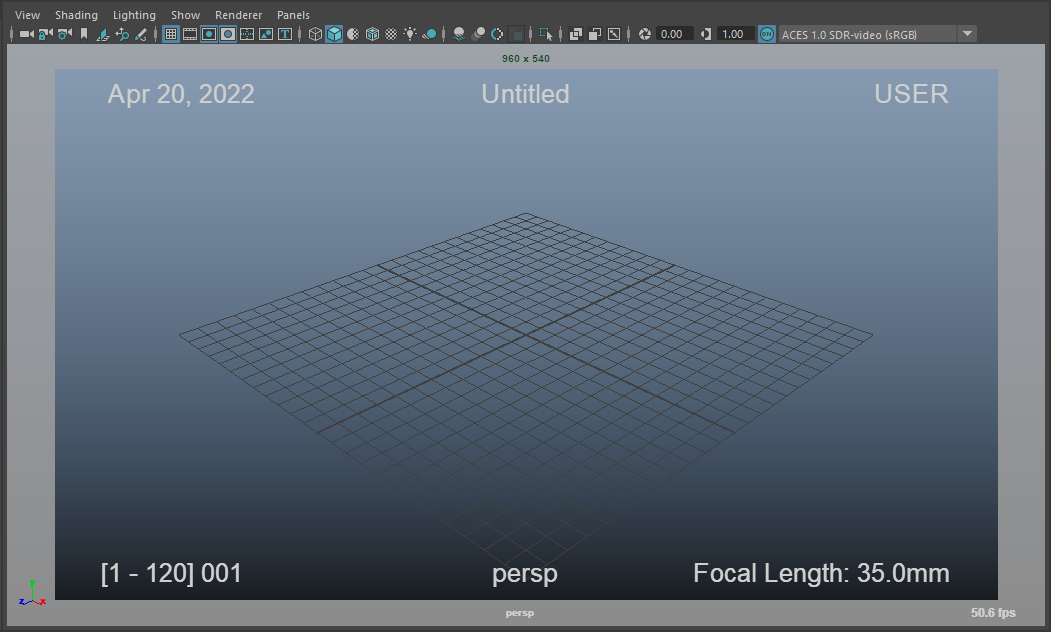 View Shading Lighting Show Renderer Panels
0.00 1.00 ON ACES 1.0 SDR-video (sRGB)
960 x 540
Apr 20, 2022 Untitled USER
[1 - 120] 001 persp Focal Length: 35.0mm
y
z x
persp 50.6 fps